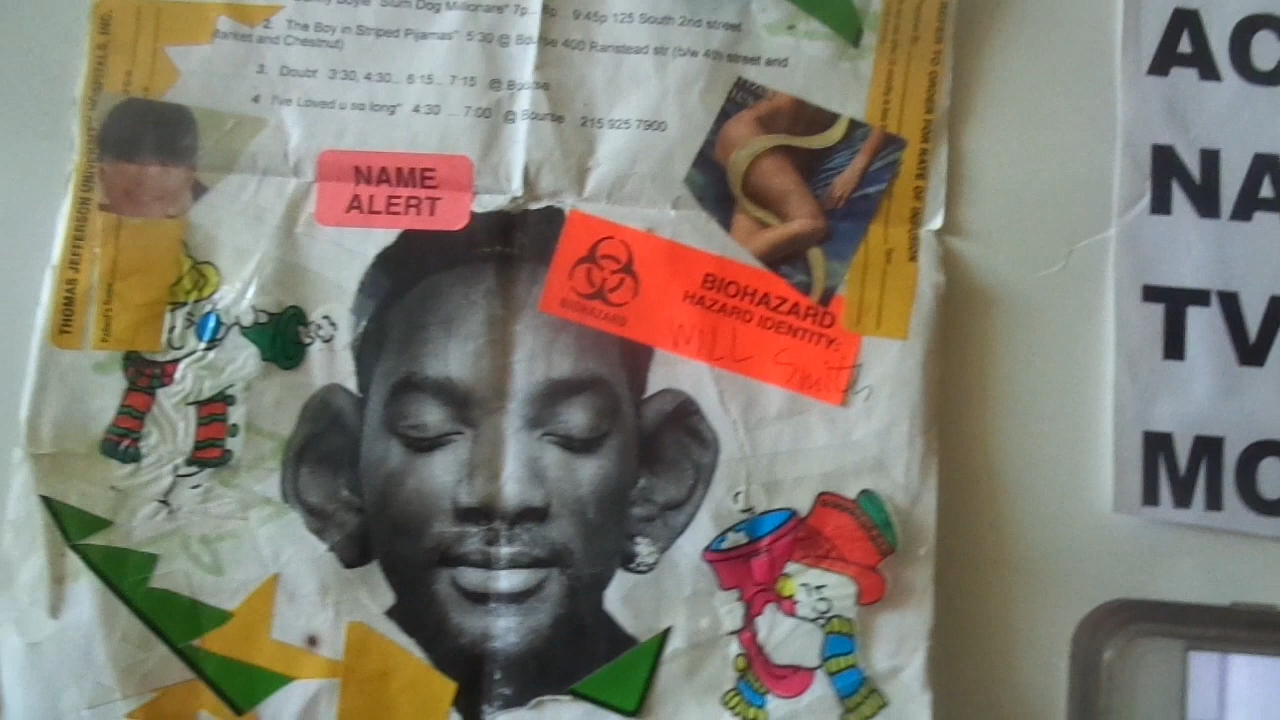 "Slum Dog Millionare" 7p... 9:45p 125 South 2nd street
2. The Boy in Striped Pijamas" 5:30 @ Bourse 400 Ranstead str (b/w 4th street and
Market and Chestnut)
3. Doubt 3:30, 4:30... 6:15... 7:15 @ Bourse
4 I've Loved u so long" 4:30 ... 7:00 @ Bourse 215 925 7900
NAME
ALERT
BIOHAZARD
BIOHAZARD
HAZARD IDENTITY:
WILL Smith
THOMAS JEFFERSON UNIVERSITY HOSPITALS, INC.
AC
NA
TV
MO